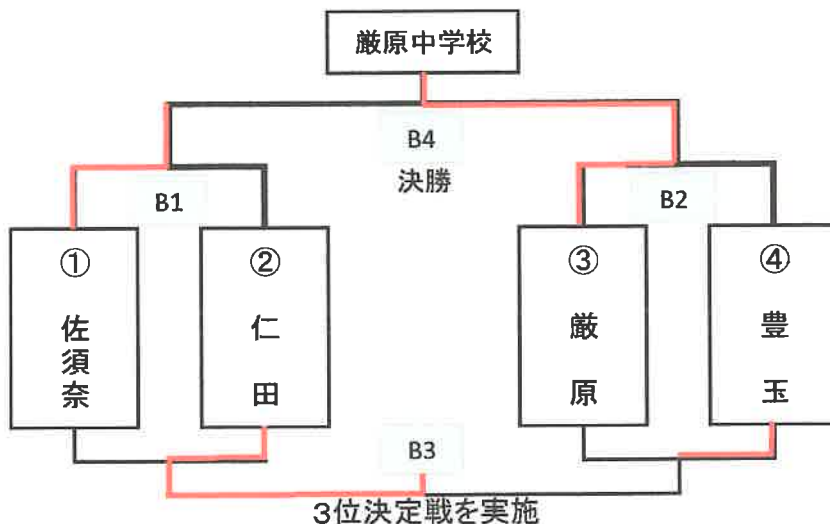 厳原中学校
B4
決勝
B1
B2
①
佐須奈
②
仁田
③
厳原
④
豊玉
B3
3位決定戦を実施